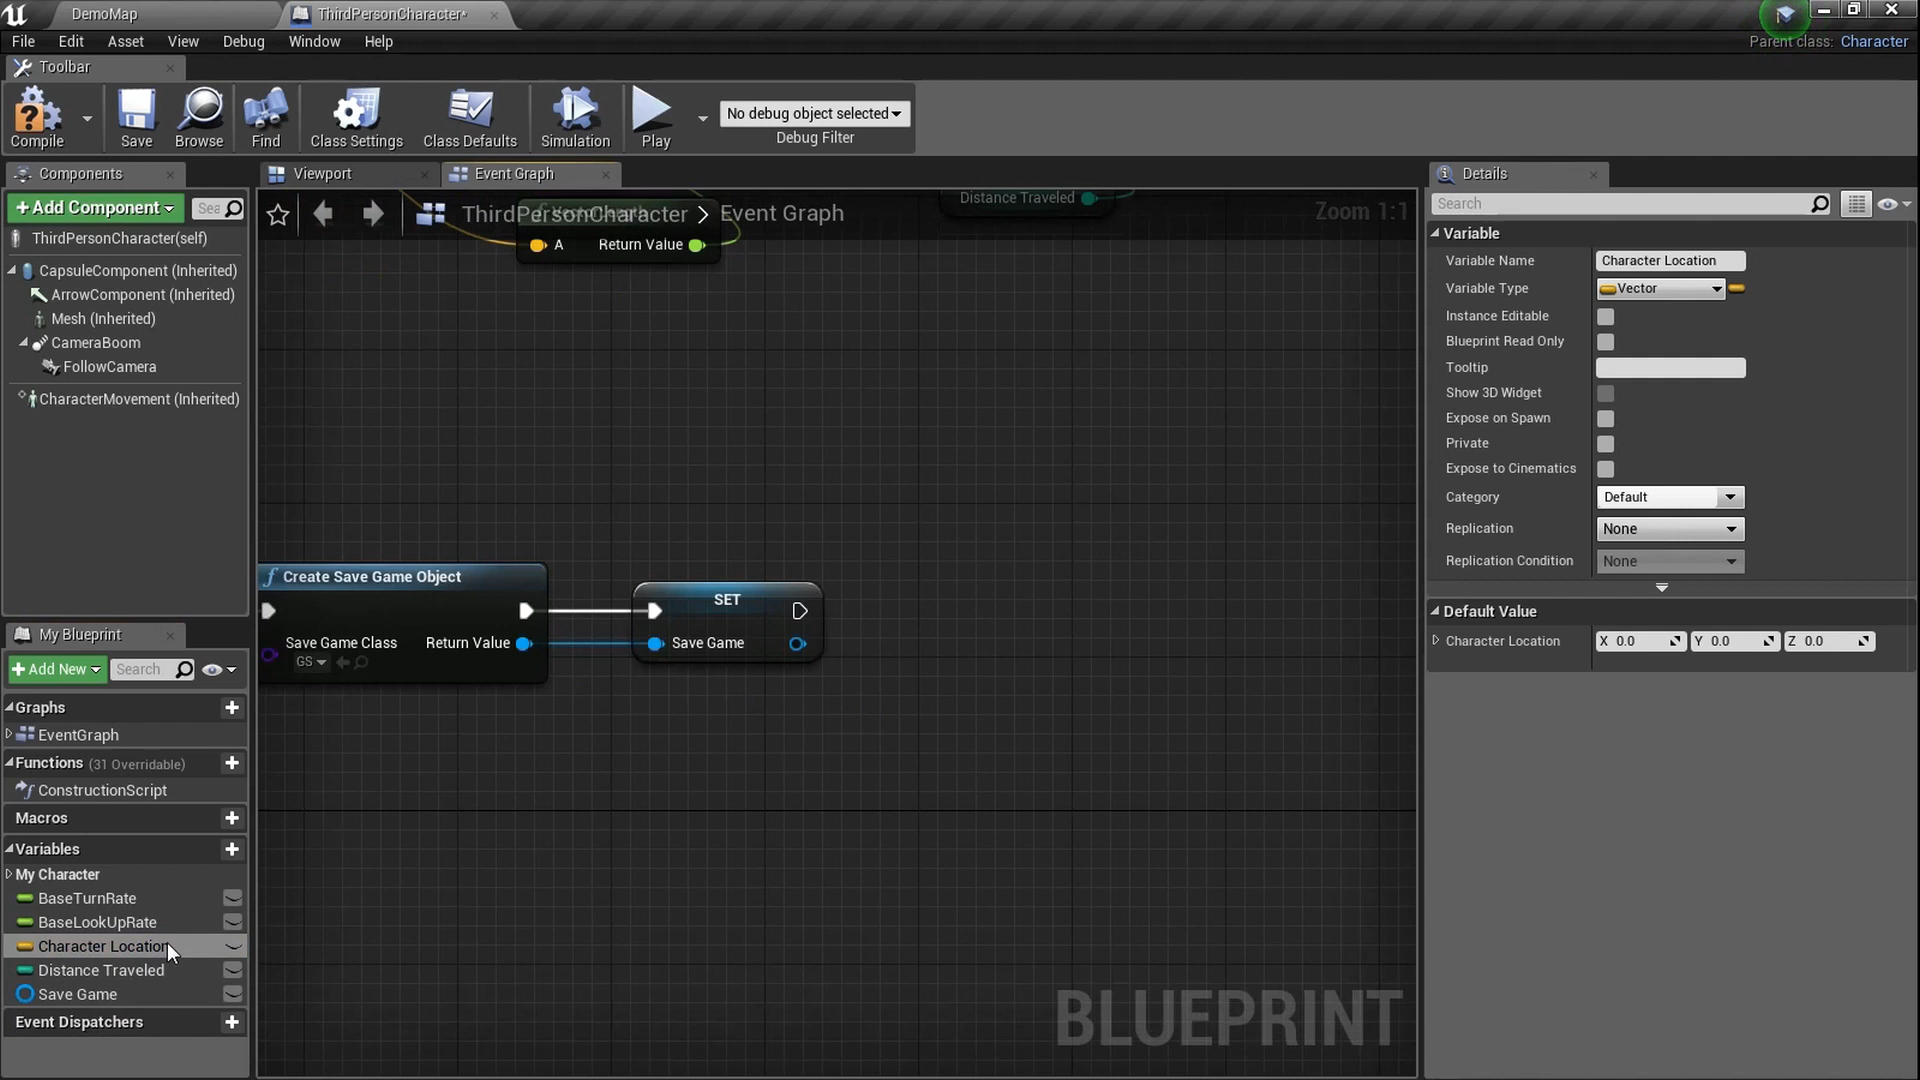 DemoMap
ThirdPersonCharacter*
File Edit Asset View Debug Window Help
Parent class: Character
Toolbar
Compile
Save
Browse
Find
Class Settings
Class Defaults
Simulation
Play
No debug object selected
Debug Filter
Components
+Add Component
Sea
ThirdPersonCharacter(self)
CapsuleComponent (Inherited)
ArrowComponent (Inherited)
Mesh (Inherited)
CameraBoom
FollowCamera
CharacterMovement (Inherited)
My Blueprint
+Add New
Search
Graphs
EventGraph
Functions (31 Overridable)
ConstructionScript
Macros
Variables
My Character
BaseTurnRate
BaseLookUpRate
Character Location
Distance Traveled
Save Game
Event Dispatchers
Viewport
Event Graph
ThirdPersonCharacter > Event Graph
Zoom 1:1
Distance Traveled
A Return Value
Create Save Game Object
Save Game Class Return Value
GS
SET
Save Game
BLUEPRINT
Details
Search
Variable
Variable Name Character Location
Variable Type Vector
Instance Editable
Blueprint Read Only
Tooltip
Show 3D Widget
Expose on Spawn
Private
Expose to Cinematics
Category Default
Replication None
Replication Condition None
Default Value
Character Location X 0.0 Y 0.0 Z 0.0